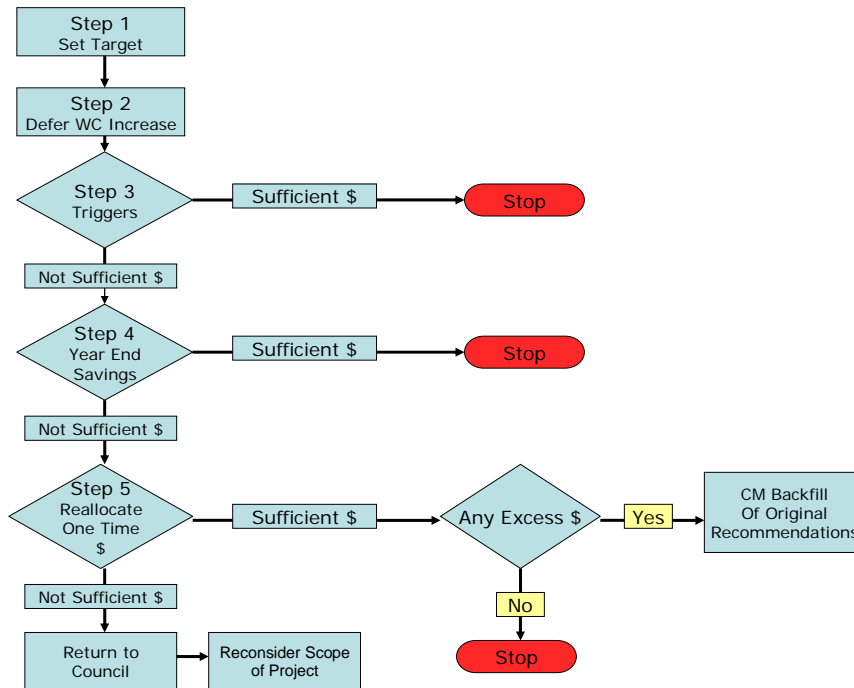 Step 1
Set Target
Step 2
Defer WC Increase
Step 3
Triggers
Sufficient $
Stop
Not Sufficient $
Step 4
Year End
Savings
Sufficient $
Stop
Not Sufficient $
Step 5
Reallocate
One Time
$
Sufficient $
Any Excess $
Yes
CM Backfill
Of Original
Recommendations
Not Sufficient $
No
Return to
Council
Reconsider Scope
of Project
Stop